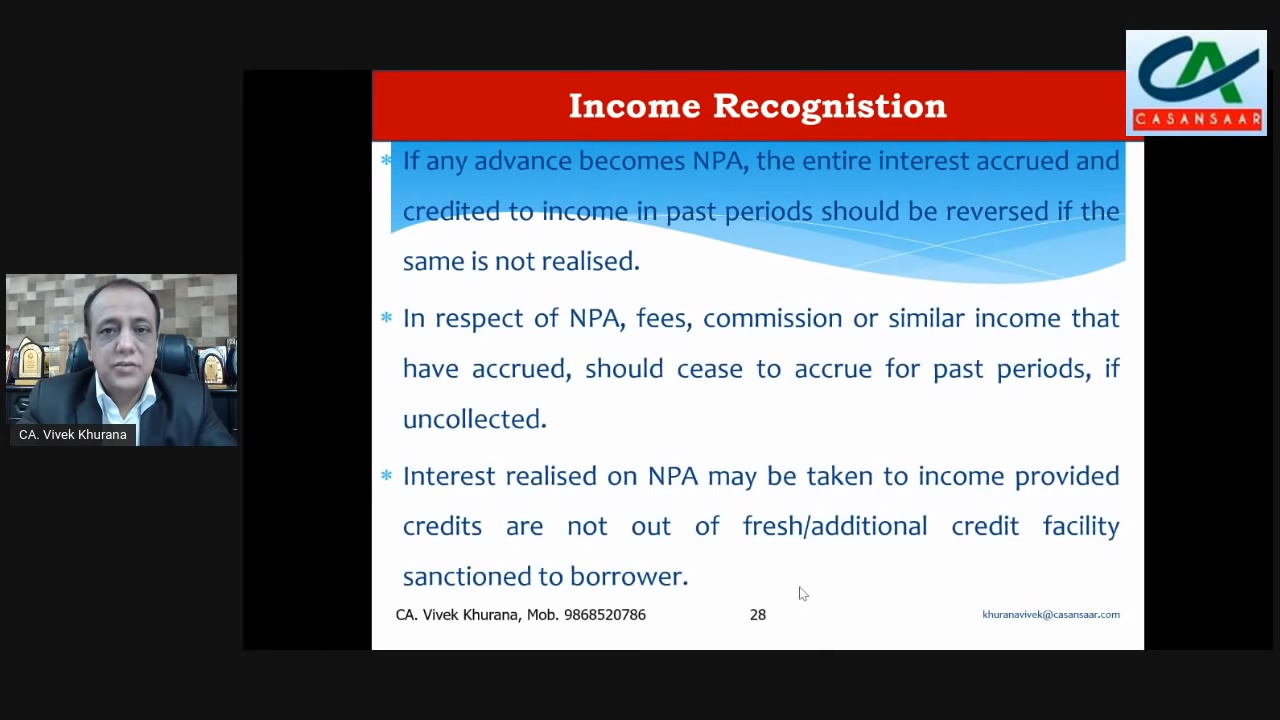 CASANSAAR
Income Recognistion
* If any advance becomes NPA, the entire interest accrued and
credited to income in past periods should be reversed if the
same is not realised.
* In respect of NPA, fees, commission or similar income that
have accrued, should cease to accrue for past periods, if
uncollected.
* Interest realised on NPA may be taken to income provided
credits are not out of fresh/additional credit facility
sanctioned to borrower.
CA. Vivek Khurana
CA. Vivek Khurana, Mob. 9868520786 28 khuranavivek@casansaar.com